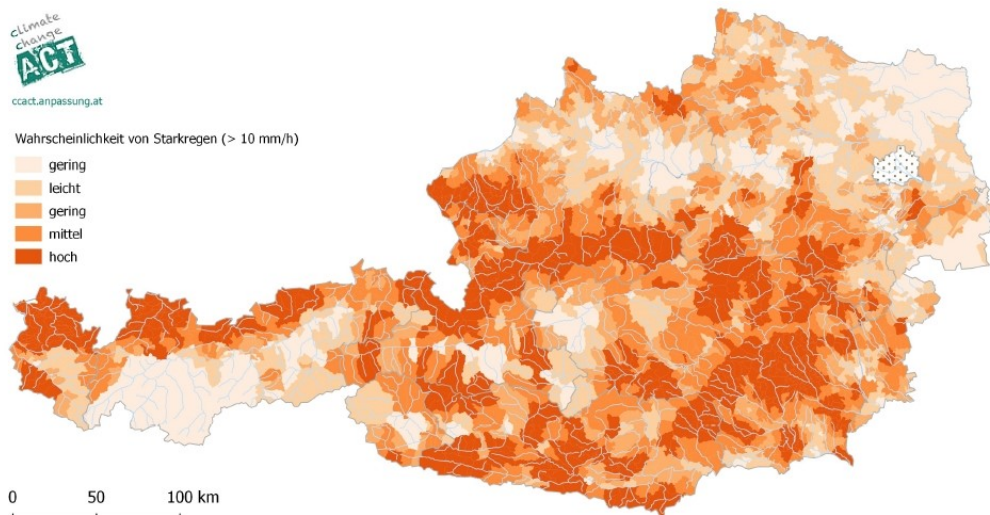 climate
change
ACT
ccact.anpassung.at
Wahrscheinlichkeit von Starkregen (> 10 mm/h)
gering
leicht
gering
mittel
hoch
0 50 100 km